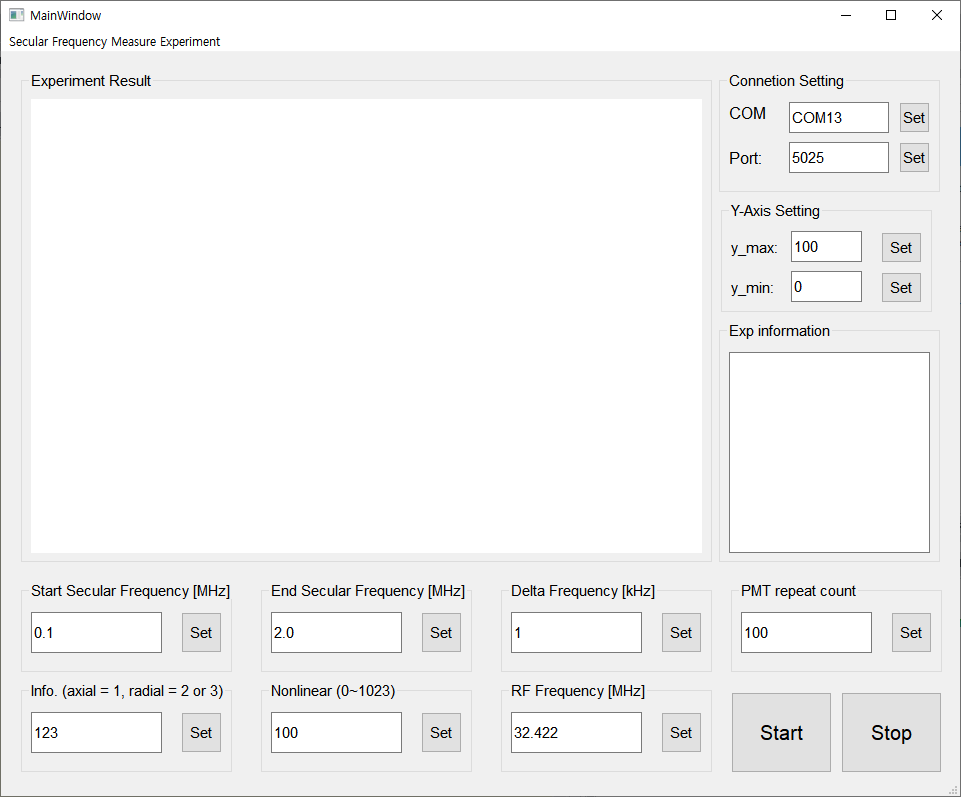 MainWindow
Secular Frequency Measure Experiment
Experiment Result
Connetion Setting
COM
COM13
Set
Port:
5025
Set
Y-Axis Setting
y_max:
100
Set
y_min:
0
Set
Exp information
Start Secular Frequency [MHz]
0.1
Set
End Secular Frequency [MHz]
2.0
Set
Delta Frequency [kHz]
1
Set
PMT repeat count
100
Set
Info. (axial = 1, radial = 2 or 3)
123
Set
Nonlinear (0~1023)
100
Set
RF Frequency [MHz]
32.422
Set
Start
Stop